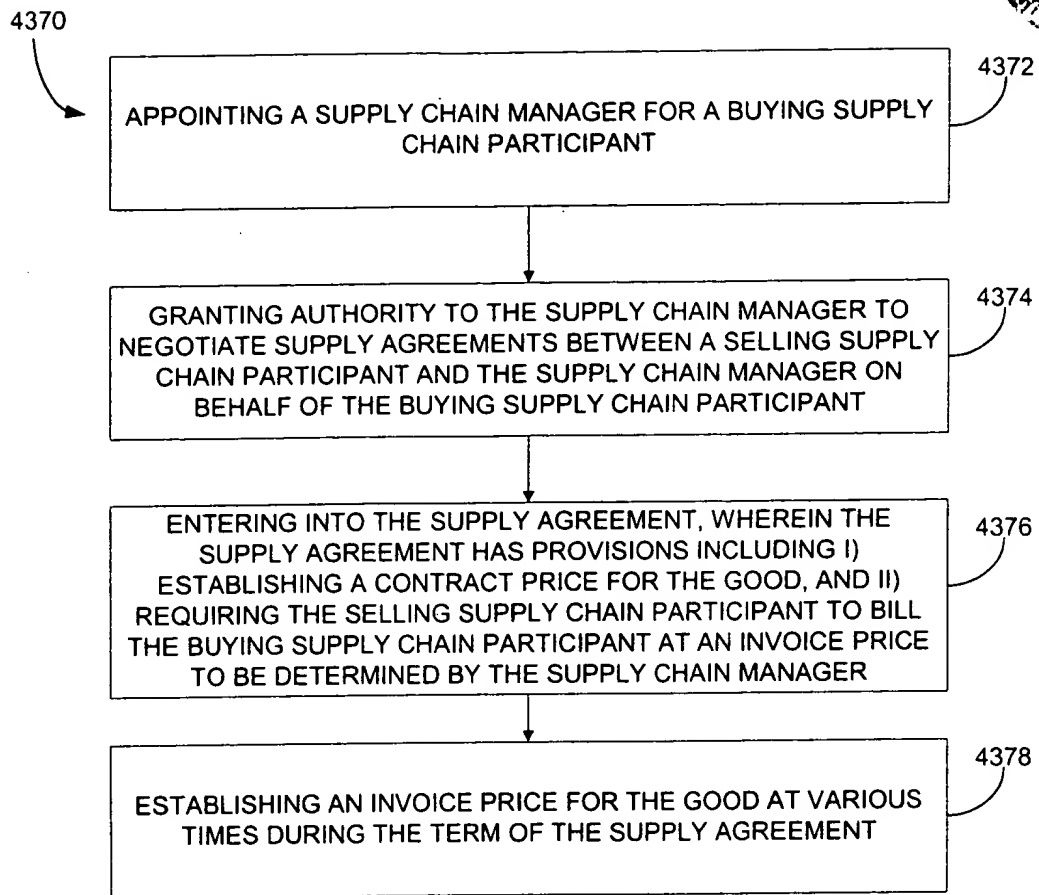 4370
4372
APPOINTING A SUPPLY CHAIN MANAGER FOR A BUYING SUPPLY
CHAIN PARTICIPANT
4374
GRANTING AUTHORITY TO THE SUPPLY CHAIN MANAGER TO
NEGOTIATE SUPPLY AGREEMENTS BETWEEN A SELLING SUPPLY
CHAIN PARTICIPANT AND THE SUPPLY CHAIN MANAGER ON
BEHALF OF THE BUYING SUPPLY CHAIN PARTICIPANT
4376
ENTERING INTO THE SUPPLY AGREEMENT, WHEREIN THE
SUPPLY AGREEMENT HAS PROVISIONS INCLUDING I)
ESTABLISHING A CONTRACT PRICE FOR THE GOOD, AND II)
REQUIRING THE SELLING SUPPLY CHAIN PARTICIPANT TO BILL
THE BUYING SUPPLY CHAIN PARTICIPANT AT AN INVOICE PRICE
TO BE DETERMINED BY THE SUPPLY CHAIN MANAGER
4378
ESTABLISHING AN INVOICE PRICE FOR THE GOOD AT VARIOUS
TIMES DURING THE TERM OF THE SUPPLY AGREEMENT